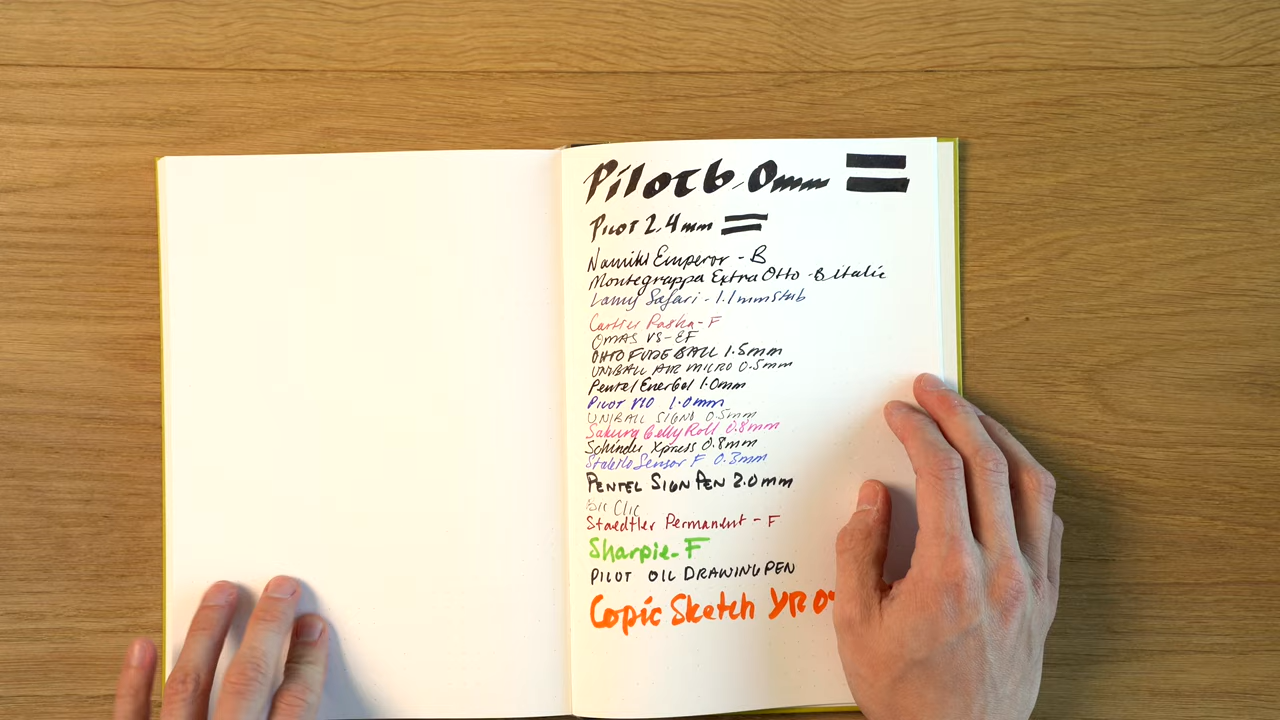 Pilot 6.0mm
PILOT 2.4mm
Namiki Emperor - B
Montegrappa Extra Otto - B Italic
Lamy Safari - 1.1mm Stub
Cartier Pasha - F
OMAS VS - EF
OHTO FUDE BALL 1.5mm
UNIBALL AIR MICRO 0.5mm
Pentel EnerGel 1.0mm
PILOT V10 1.0mm
UNIBALL SIGNO 0.5mm
Sakura Gelly Roll 0.8mm
Schinder Xpress 0.8mm
Stabilo Sensor F 0.3mm
PENTEL SIGN PEN 2.0mm
Bic Clic
Staedtler Permanent - F
Sharpie - F
PILOT OIL DRAWING PEN
Copic Sketch